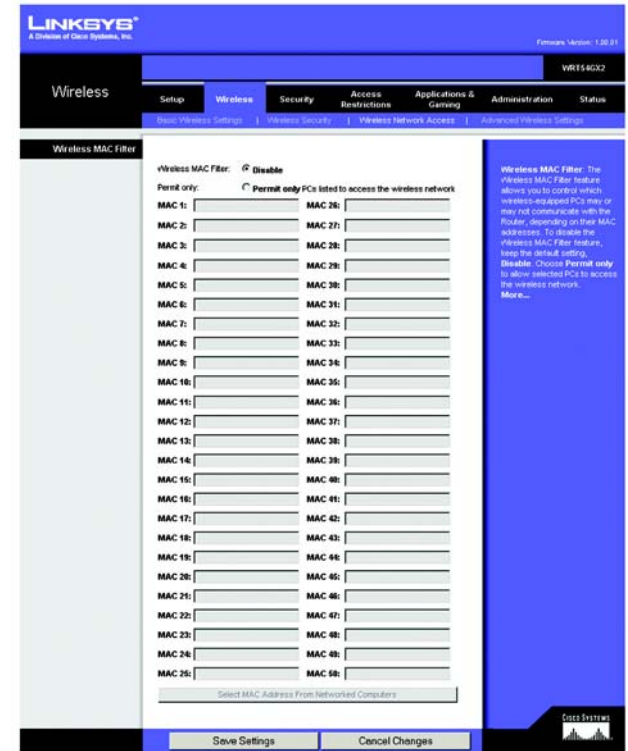 LINKSYS®
A Division of Cisco Systems, Inc.
Firmware Version: 1.00.01
WRT54GX2
Wireless
Setup Wireless Security Access Restrictions Applications & Gaming Administration Status
Basic Wireless Settings | Wireless Security | Wireless Network Access | Advanced Wireless Settings
Wireless MAC Filter
Wireless MAC Filter: Disable
Permit only: Permit only PCs listed to access the wireless network
MAC 1: MAC 26:
MAC 2: MAC 27:
MAC 3: MAC 28:
MAC 4: MAC 29:
MAC 5: MAC 30:
MAC 6: MAC 31:
MAC 7: MAC 32:
MAC 8: MAC 33:
MAC 9: MAC 34:
MAC 10: MAC 35:
MAC 11: MAC 36:
MAC 12: MAC 37:
MAC 13: MAC 38:
MAC 14: MAC 39:
MAC 15: MAC 40:
MAC 16: MAC 41:
MAC 17: MAC 42:
MAC 18: MAC 43:
MAC 19: MAC 44:
MAC 20: MAC 45:
MAC 21: MAC 46:
MAC 22: MAC 47:
MAC 23: MAC 48:
MAC 24: MAC 49:
MAC 25: MAC 50:
Select MAC Address From Networked Computers
Wireless MAC Filter: The
Wireless MAC Filter feature
allows you to control which
wireless-equipped PCs may or
may not communicate with the
Router, depending on their MAC
addresses. To disable the
Wireless MAC Filter feature,
keep the default setting,
Disable. Choose Permit only
to allow selected PCs to access
the wireless network.
More...
Save Settings Cancel Changes
CISCO SYSTEMS